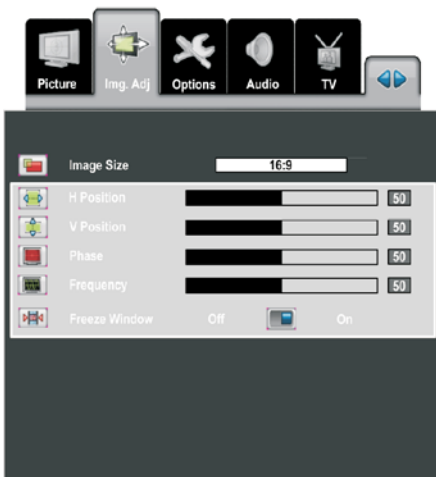 Picture Img. Adj Options Audio TV
Image Size 16:9
H Position 50
V Position 50
Phase 50
Frequency 50
Freeze Window Off On